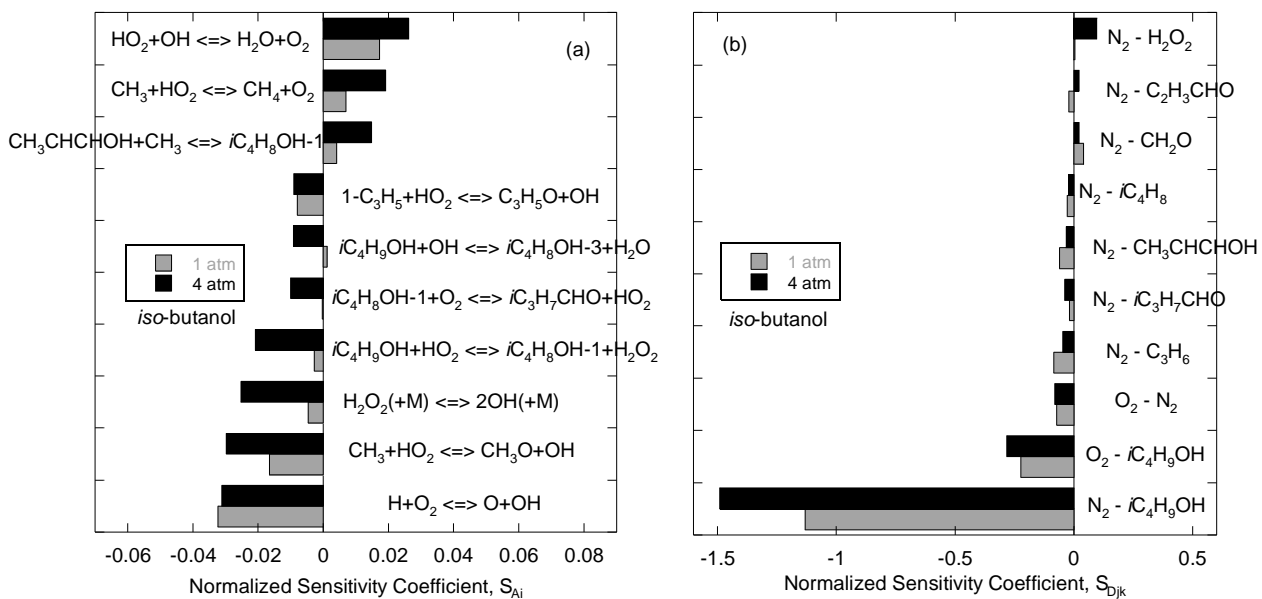 (a)
HO₂+OH <=> H₂O+O₂
CH₃+HO₂ <=> CH₄+O₂
CH₃CHCHOH+CH₃ <=> iC₄H₈OH-1
1-C₃H₅+HO₂ <=> C₃H₅O+OH
iC₄H₉OH+OH <=> iC₄H₈OH-3+H₂O
iC₄H₈OH-1+O₂ <=> iC₃H₇CHO+HO₂
iC₄H₉OH+HO₂ <=> iC₄H₈OH-1+H₂O₂
H₂O₂(+M) <=> 2OH(+M)
CH₃+HO₂ <=> CH₃O+OH
H+O₂ <=> O+OH
1 atm
4 atm
iso-butanol
-0.06 -0.04 -0.02 0 0.02 0.04 0.06 0.08
Normalized Sensitivity Coefficient, S_Ai
(b)
N₂ - H₂O₂
N₂ - C₂H₃CHO
N₂ - CH₂O
N₂ - iC₄H₈
N₂ - CH₃CHCHOH
N₂ - iC₃H₇CHO
N₂ - C₃H₆
O₂ - N₂
O₂ - iC₄H₉OH
N₂ - iC₄H₉OH
1 atm
4 atm
iso-butanol
-1.5 -1 -0.5 0 0.5
Normalized Sensitivity Coefficient, S_Djk